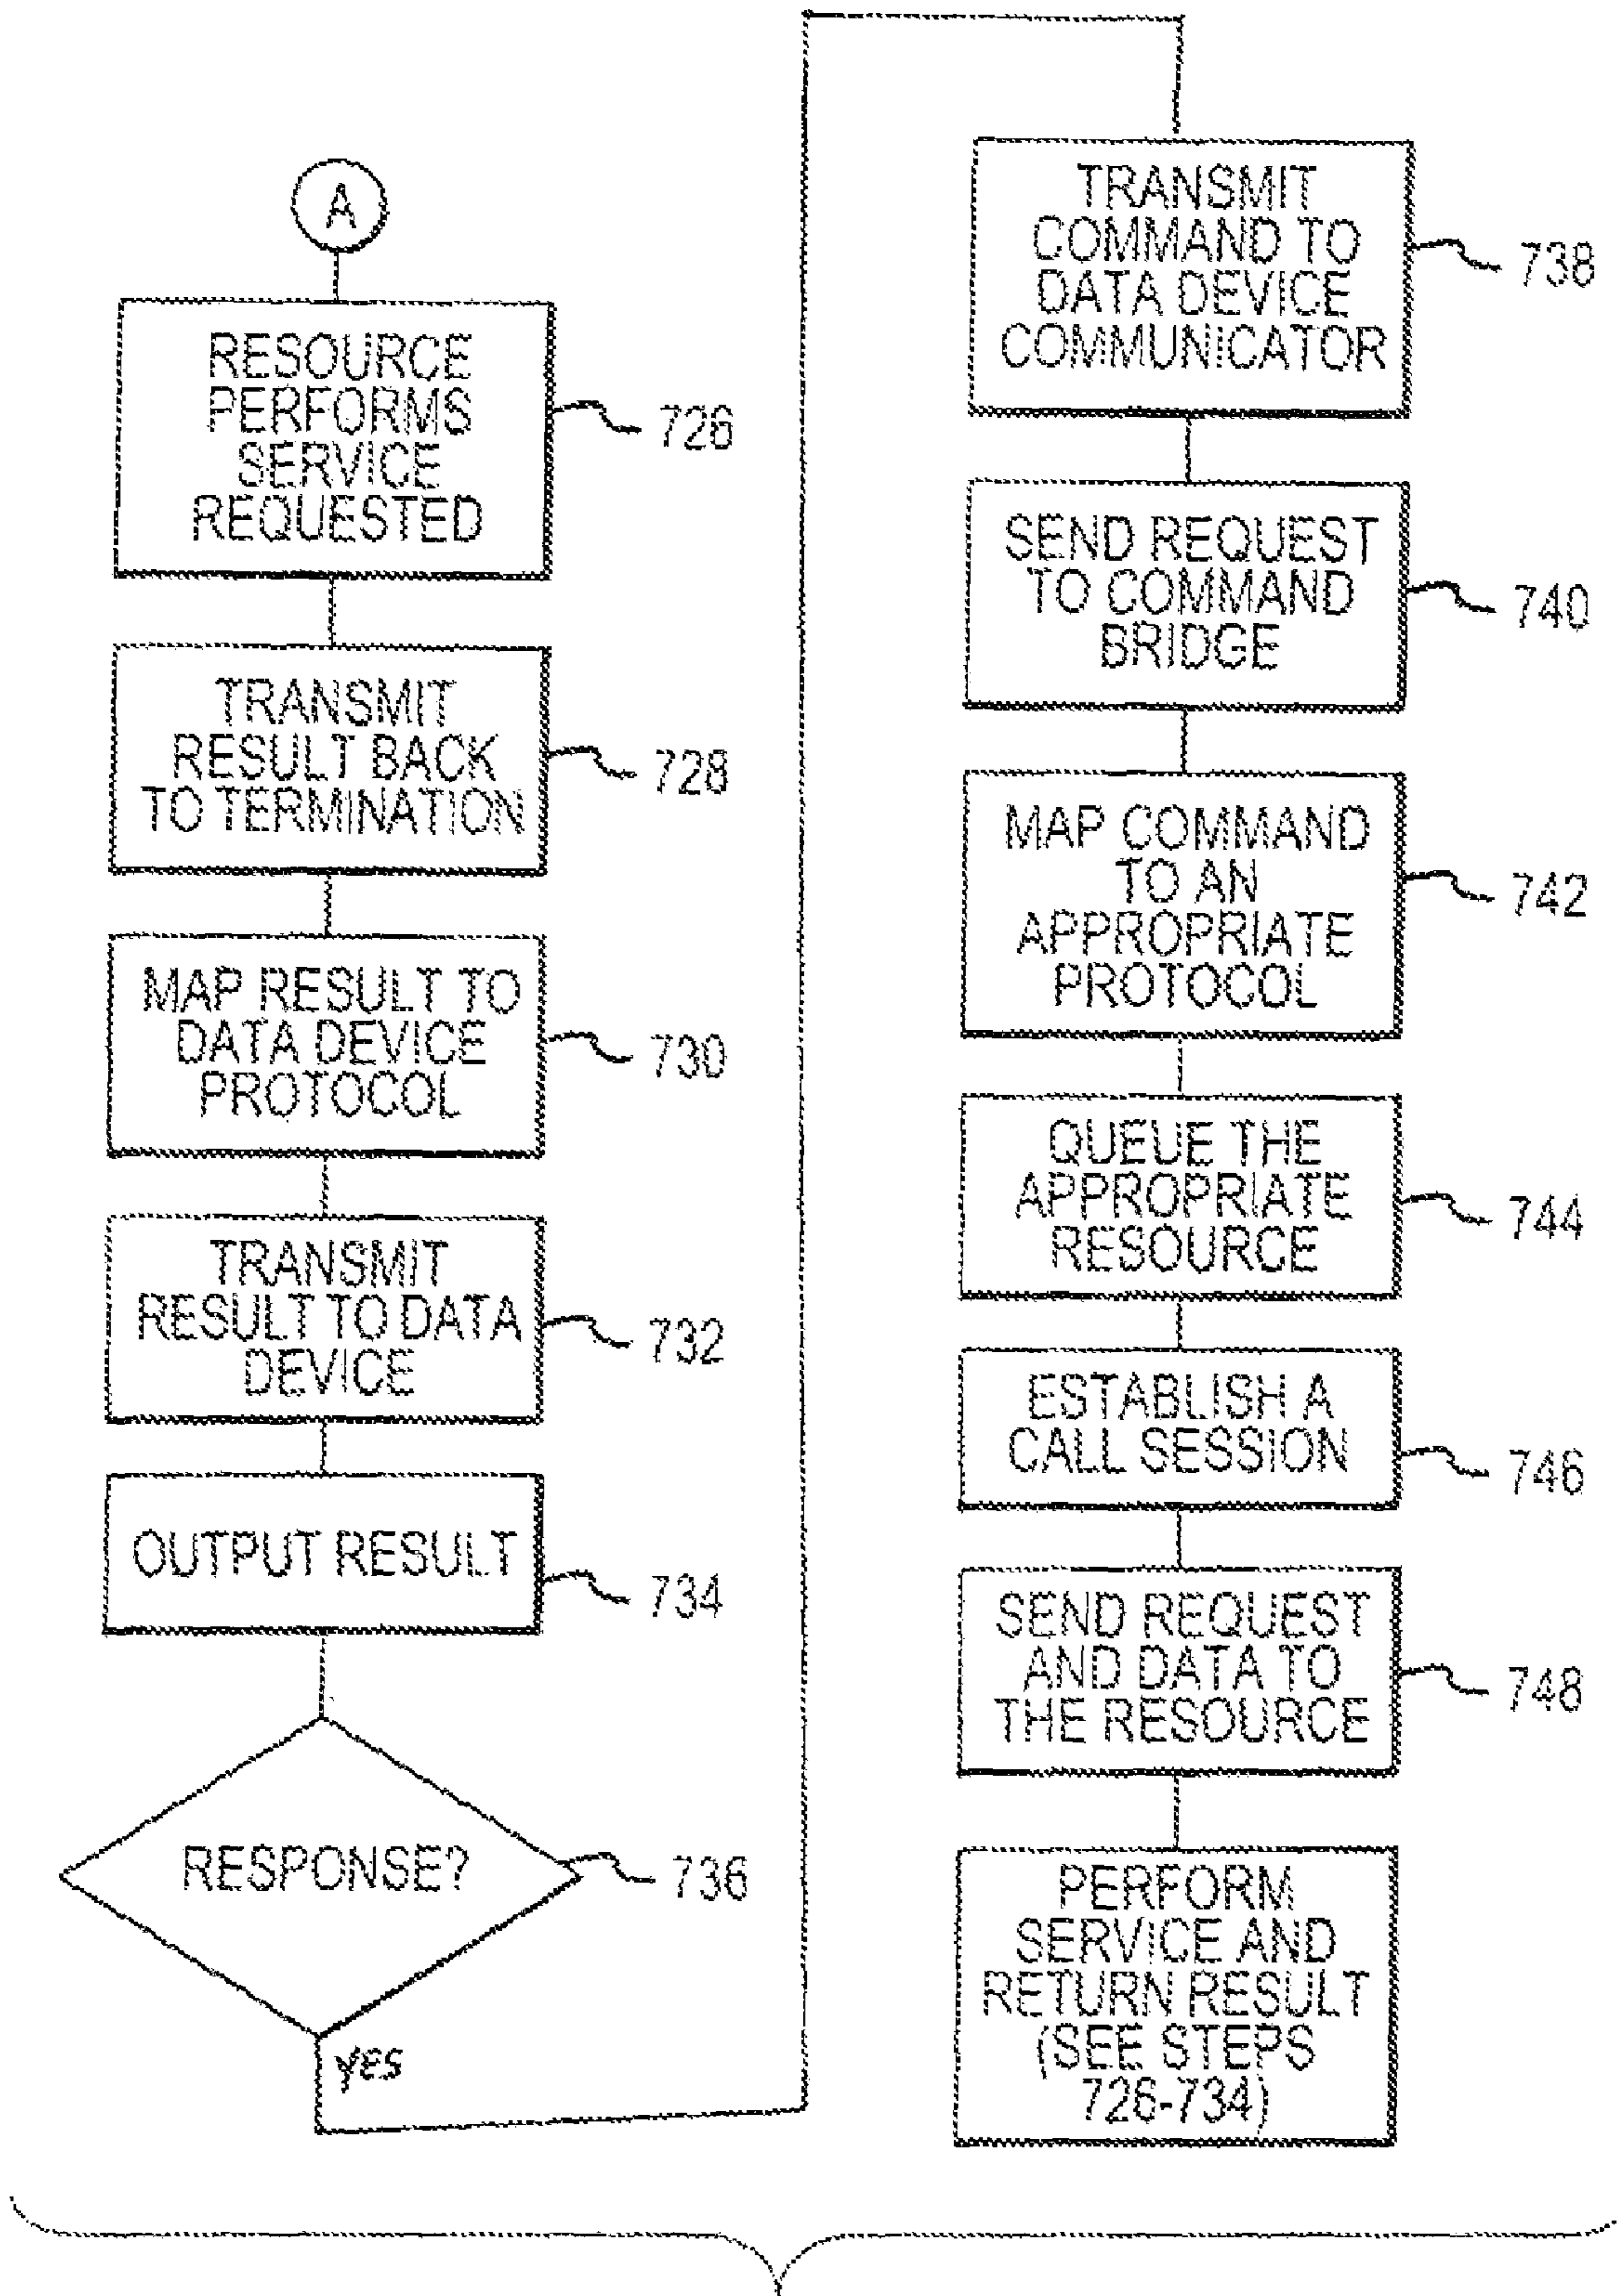 A
RESOURCE
PERFORMS
SERVICE
REQUESTED
726
TRANSMIT
RESULT BACK
TO TERMINATION
728
MAP RESULT TO
DATA DEVICE
PROTOCOL
730
TRANSMIT
RESULT TO DATA
DEVICE
732
OUTPUT RESULT
734
RESPONSE?
736
YES
TRANSMIT
COMMAND TO
DATA DEVICE
COMMUNICATOR
738
SEND REQUEST
TO COMMAND
BRIDGE
740
MAP COMMAND
TO AN
APPROPRIATE
PROTOCOL
742
QUEUE THE
APPROPRIATE
RESOURCE
744
ESTABLISH A
CALL SESSION
746
SEND REQUEST
AND DATA TO
THE RESOURCE
748
PERFORM
SERVICE AND
RETURN RESULT
(SEE STEPS
726-734)